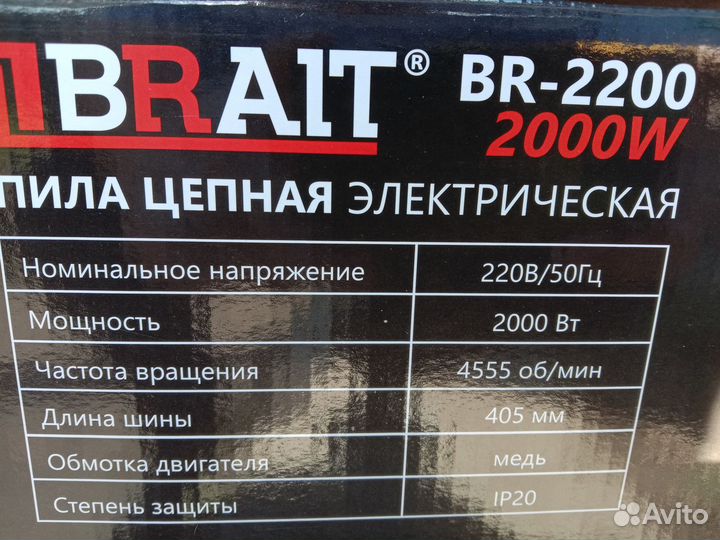 BRAIT® BR-2200
2000W
ПИЛА ЦЕПНАЯ ЭЛЕКТРИЧЕСКАЯ
Номинальное напряжение 220В/50Гц
Мощность 2000 Вт
Частота вращения 4555 об/мин
Длина шины 405 мм
Обмотка двигателя медь
Степень защиты IP20
Avito